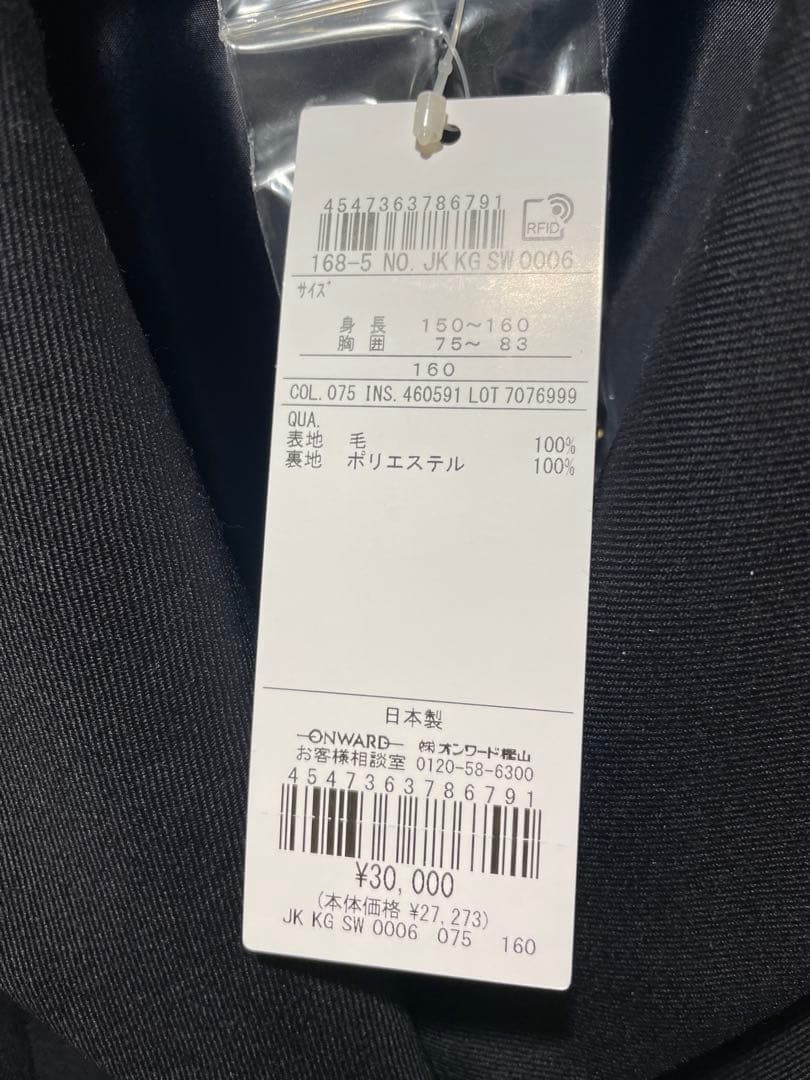 4547363786791
RFID
168-5 NO. JK KG SW 0006
サイズ
身長 150〜160
胸囲 75〜 83
160
COL. 075 INS. 460591 LOT 7076999
QUA.
表地 毛 100%
裏地 ポリエステル 100%
日本製
ONWARD ㈱オンワード樫山
お客様相談室 0120-58-6300
4547363786791
¥30,000
(本体価格 ¥27,273)
JK KG SW 0006 075 160